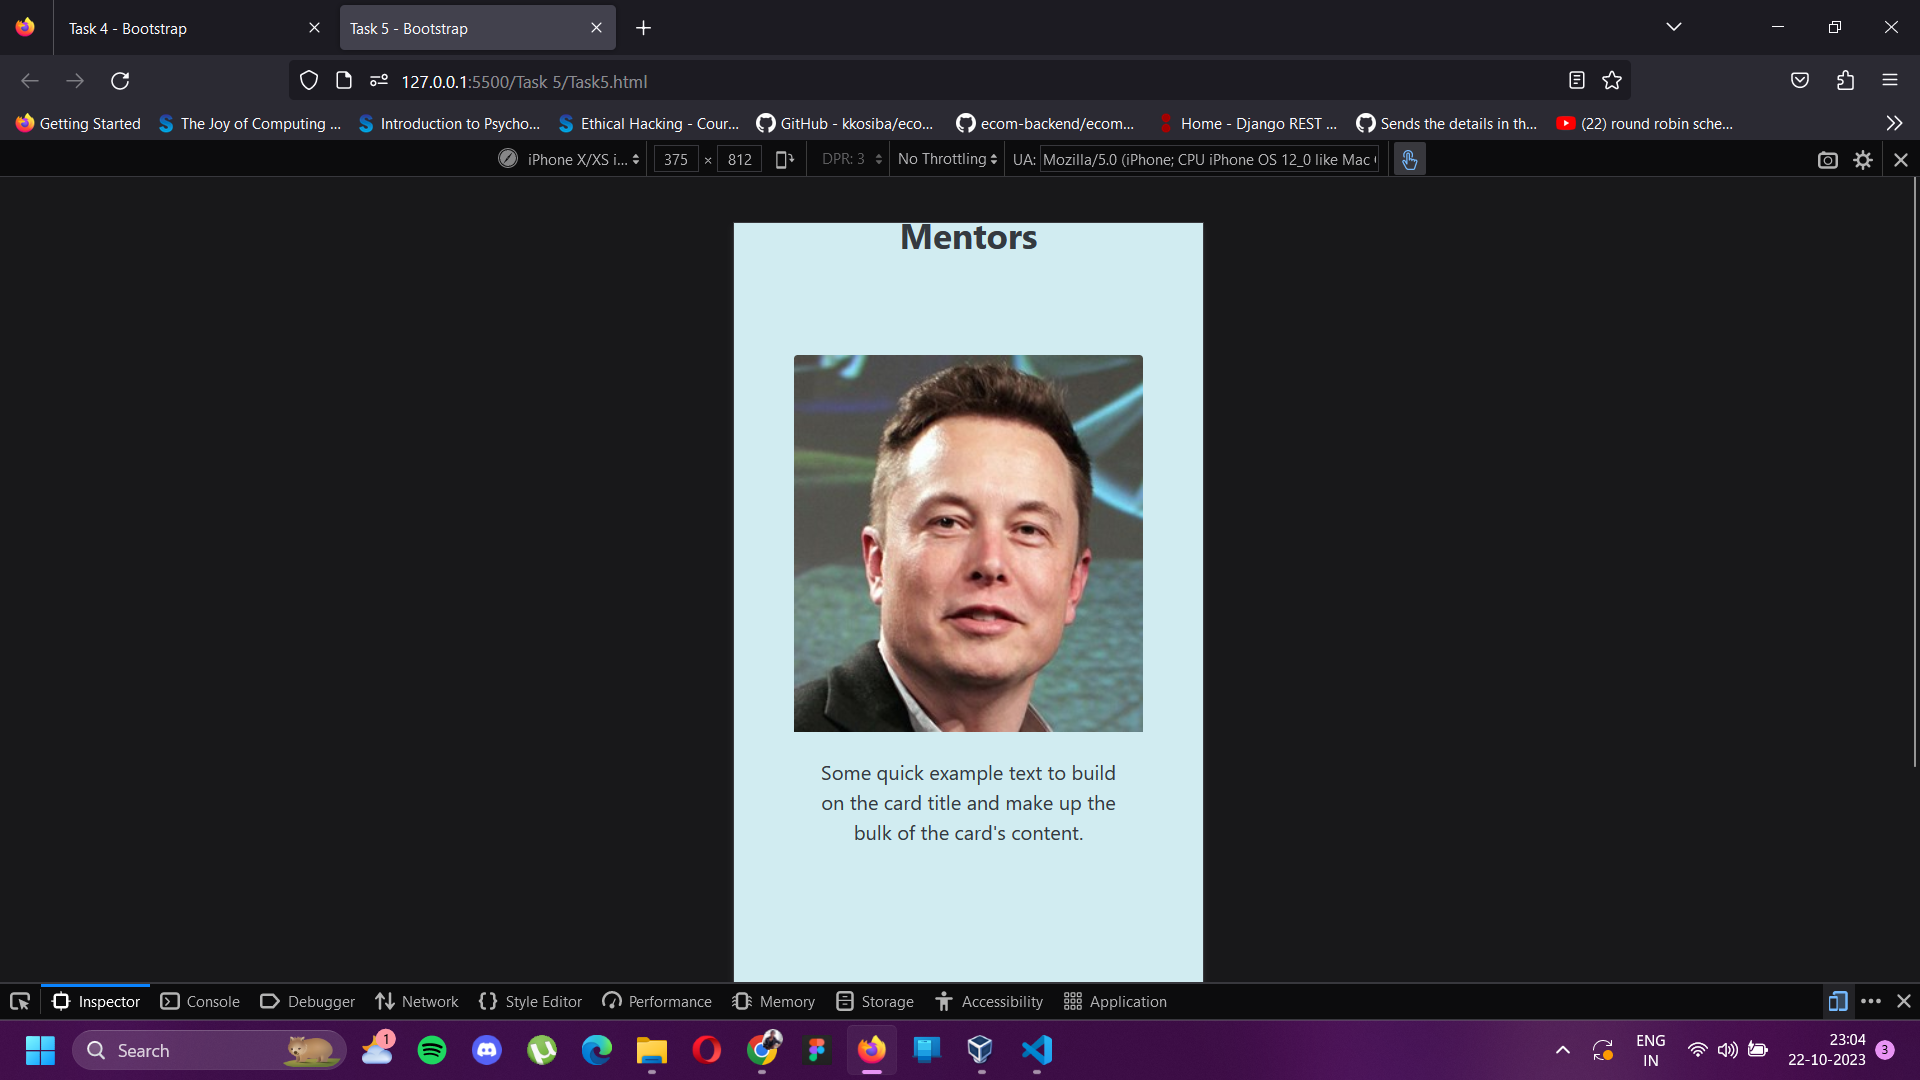 Task 4 - Bootstrap
Task 5 - Bootstrap
127.0.0.1:5500/Task 5/Task5.html
Getting Started
The Joy of Computing ...
Introduction to Psycho...
Ethical Hacking - Cour...
GitHub - kkosiba/eco...
ecom-backend/ecom...
Home - Django REST ...
Sends the details in th...
(22) round robin sche...
iPhone X/XS i...
375 × 812
DPR: 3
No Throttling
UA: Mozilla/5.0 (iPhone; CPU iPhone OS 12_0 like Mac
Mentors
Some quick example text to build
on the card title and make up the
bulk of the card's content.
Inspector
Console
Debugger
Network
Style Editor
Performance
Memory
Storage
Accessibility
Application
Search
1
ENG
IN
23:04
22-10-2023
3